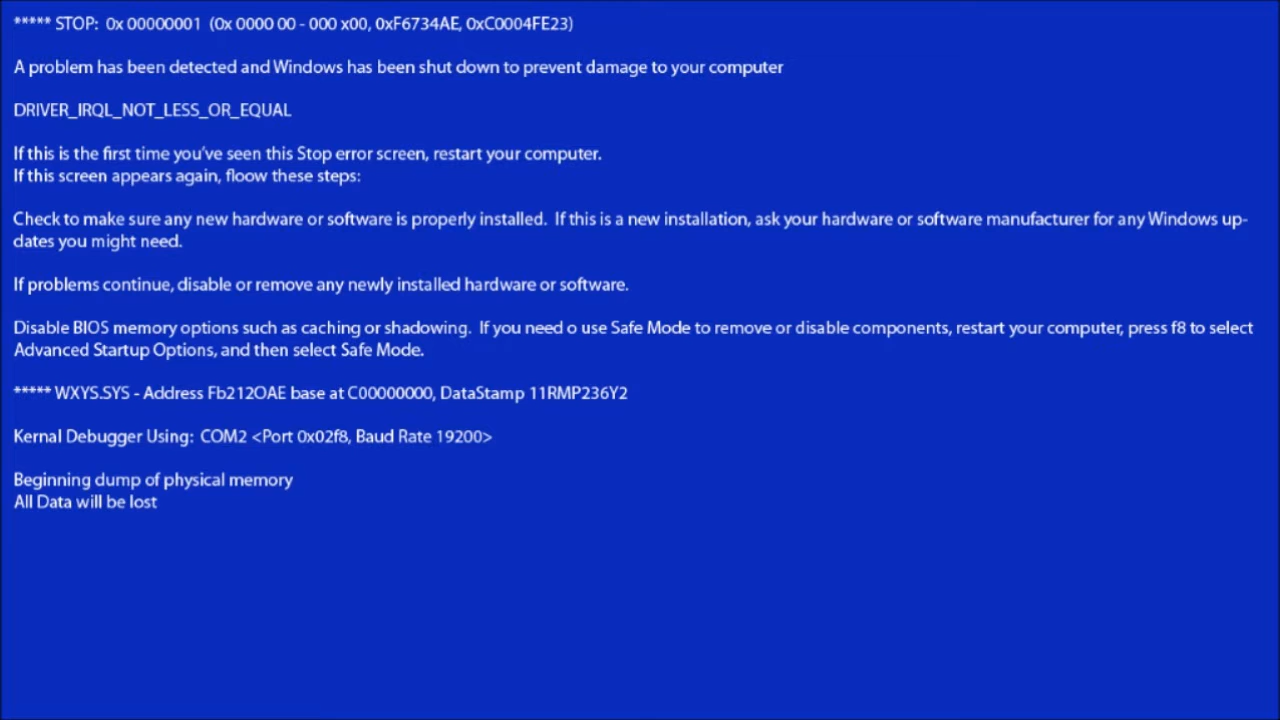 ***** STOP:  0x 00000001  (0x 0000 00 - 000 x00, 0xF6734AE, 0xC0004FE23)
A problem has been detected and Windows has been shut down to prevent damage to your computer
DRIVER_IRQL_NOT_LESS_OR_EQUAL
If this is the first time you've seen this Stop error screen, restart your computer.
If this screen appears again, floow these steps:
Check to make sure any new hardware or software is properly installed.  If this is a new installation, ask your hardware or software manufacturer for any Windows up-
dates you might need.
If problems continue, disable or remove any newly installed hardware or software.
Disable BIOS memory options such as caching or shadowing.  If you need o use Safe Mode to remove or disable components, restart your computer, press f8 to select
Advanced Startup Options, and then select Safe Mode.
***** WXYS.SYS - Address Fb212OAE base at C00000000, DataStamp 11RMP236Y2
Kernal Debugger Using:  COM2 <Port 0x02f8, Baud Rate 19200>
Beginning dump of physical memory
All Data will be lost